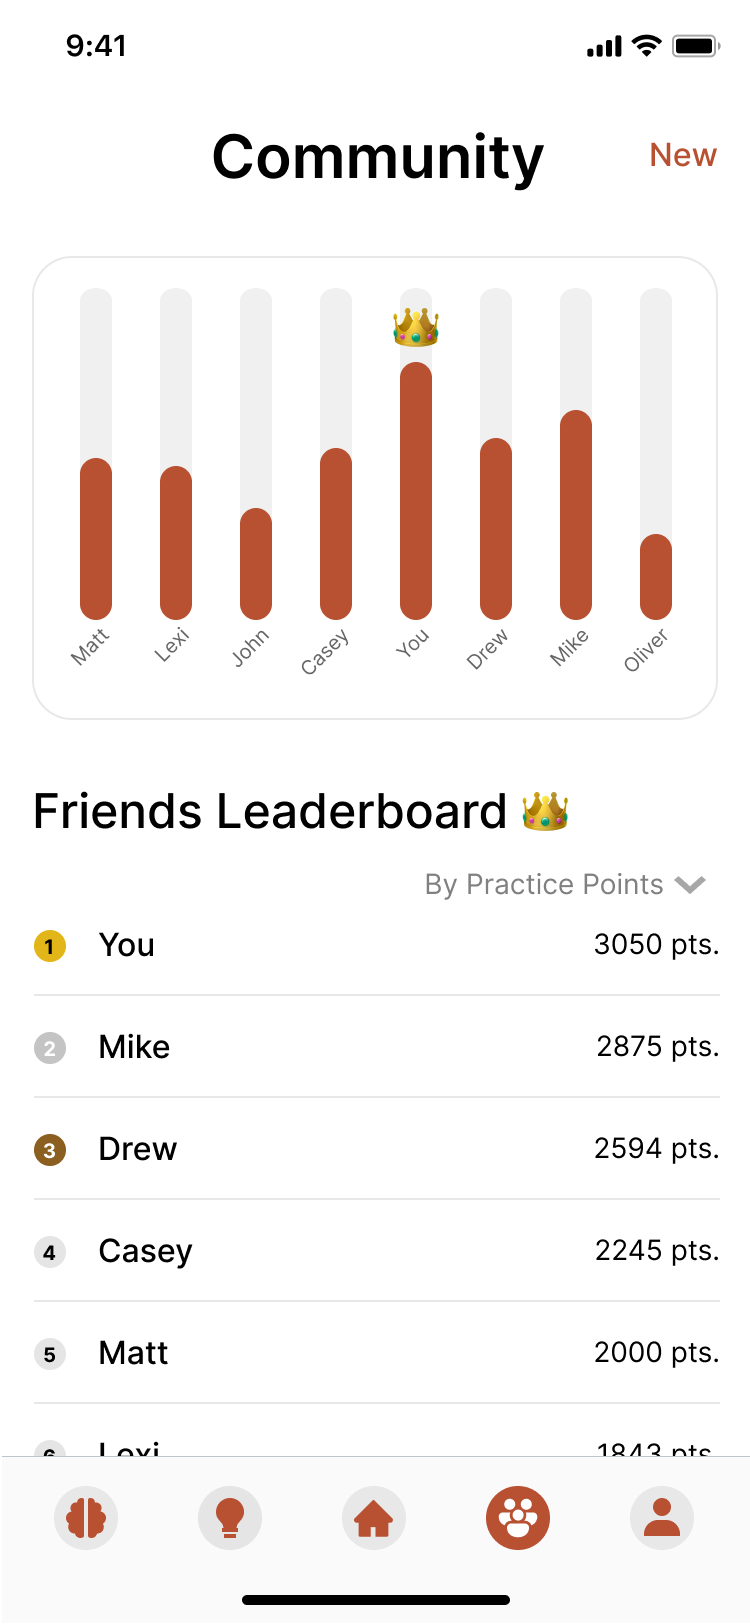 9:41
Community
New
Matt Lexi John Casey You Drew Mike Oliver
Friends Leaderboard
By Practice Points
1 You 3050 pts.
2 Mike 2875 pts.
3 Drew 2594 pts.
4 Casey 2245 pts.
5 Matt 2000 pts.
6 Lexi 1843 pts.